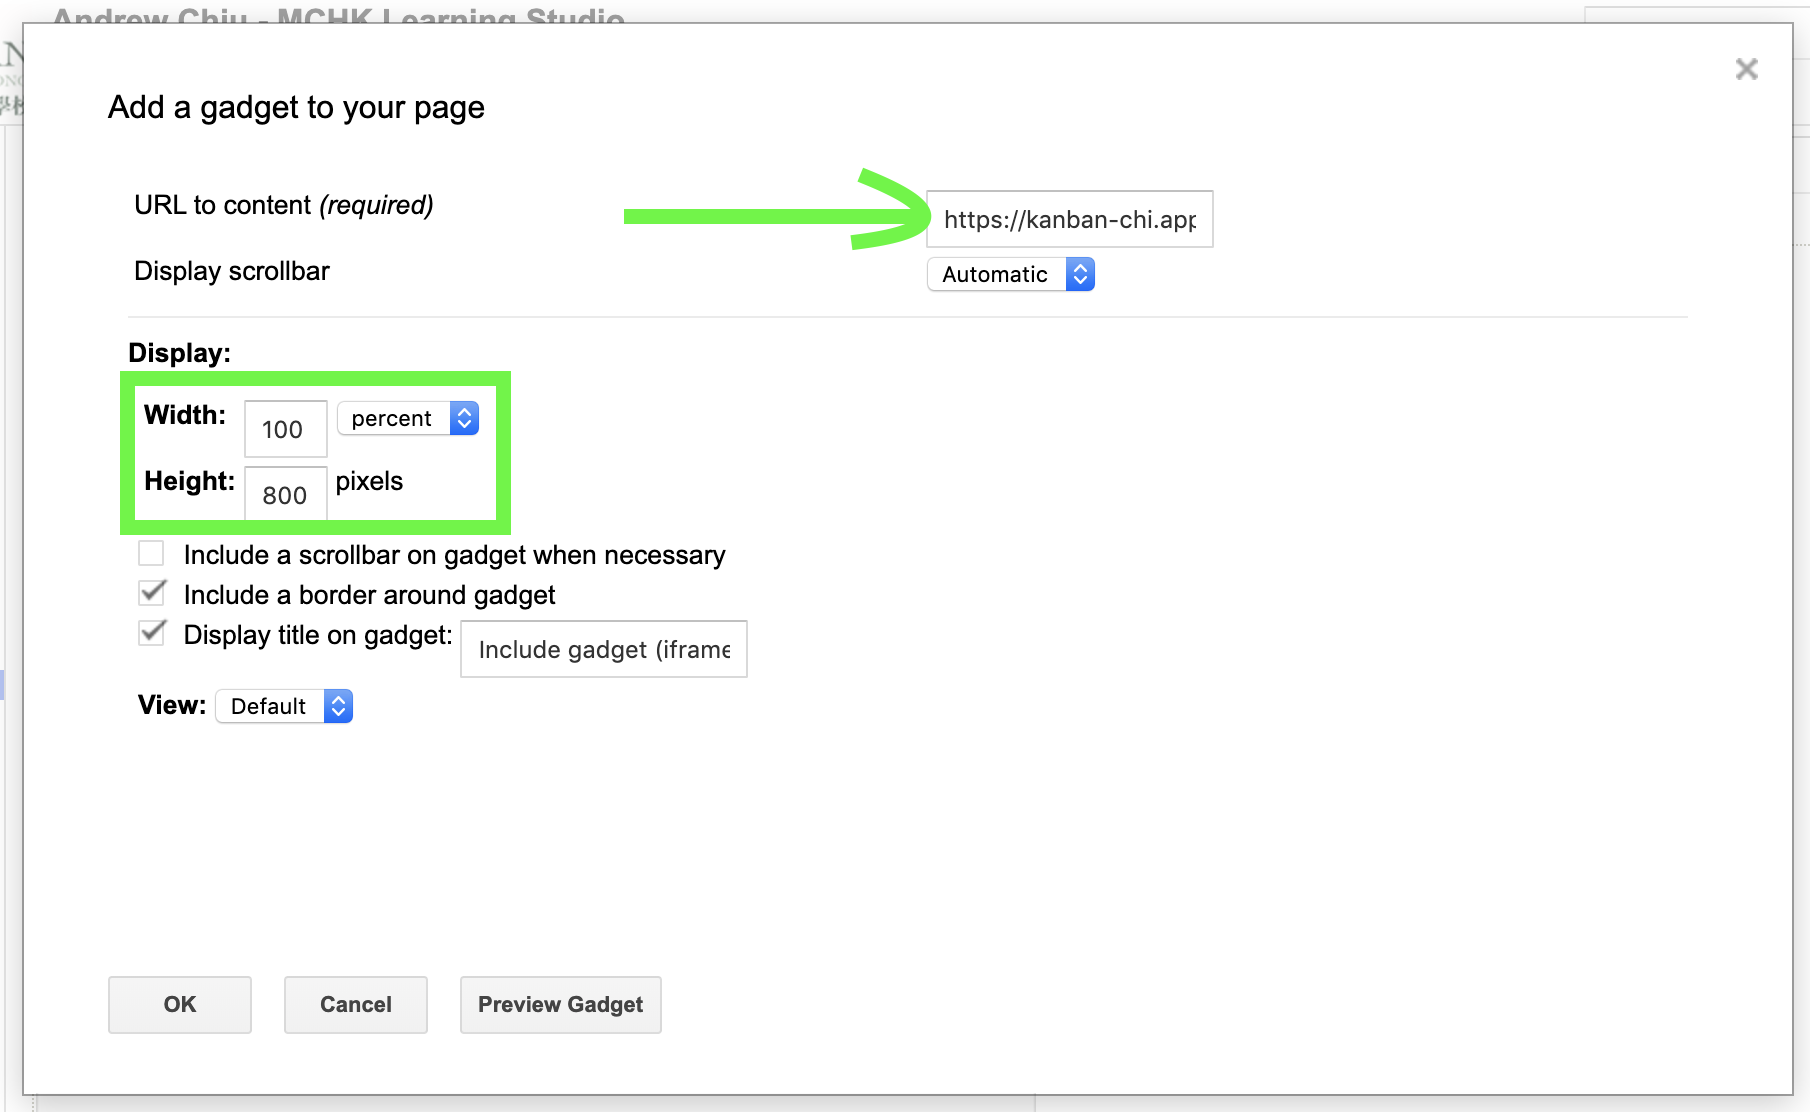 Andrew Chiu - MCHK Learning Studio
Add a gadget to your page
URL to content (required)
https://kanban-chi.app
Display scrollbar
Automatic
Display:
Width:
100
percent
Height:
800
pixels
Include a scrollbar on gadget when necessary
Include a border around gadget
Display title on gadget:
Include gadget (iframe
View:
Default
OK
Cancel
Preview Gadget